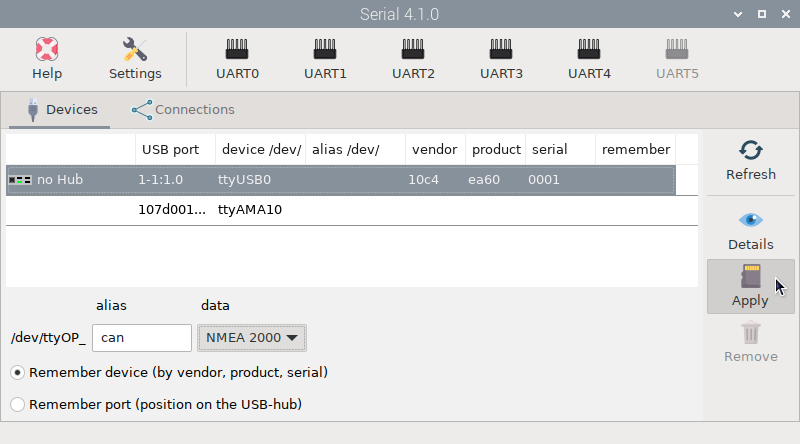 Serial 4.1.0
Help Settings UART0 UART1 UART2 UART3 UART4 UART5
Devices Connections
USB port device /dev/ alias /dev/ vendor product serial remember
no Hub 1-1:1.0 ttyUSB0 10c4 ea60 0001
107d001... ttyAMA10
Refresh
Details
Apply
Remove
alias data
/dev/ttyOP_ can NMEA 2000
Remember device (by vendor, product, serial)
Remember port (position on the USB-hub)